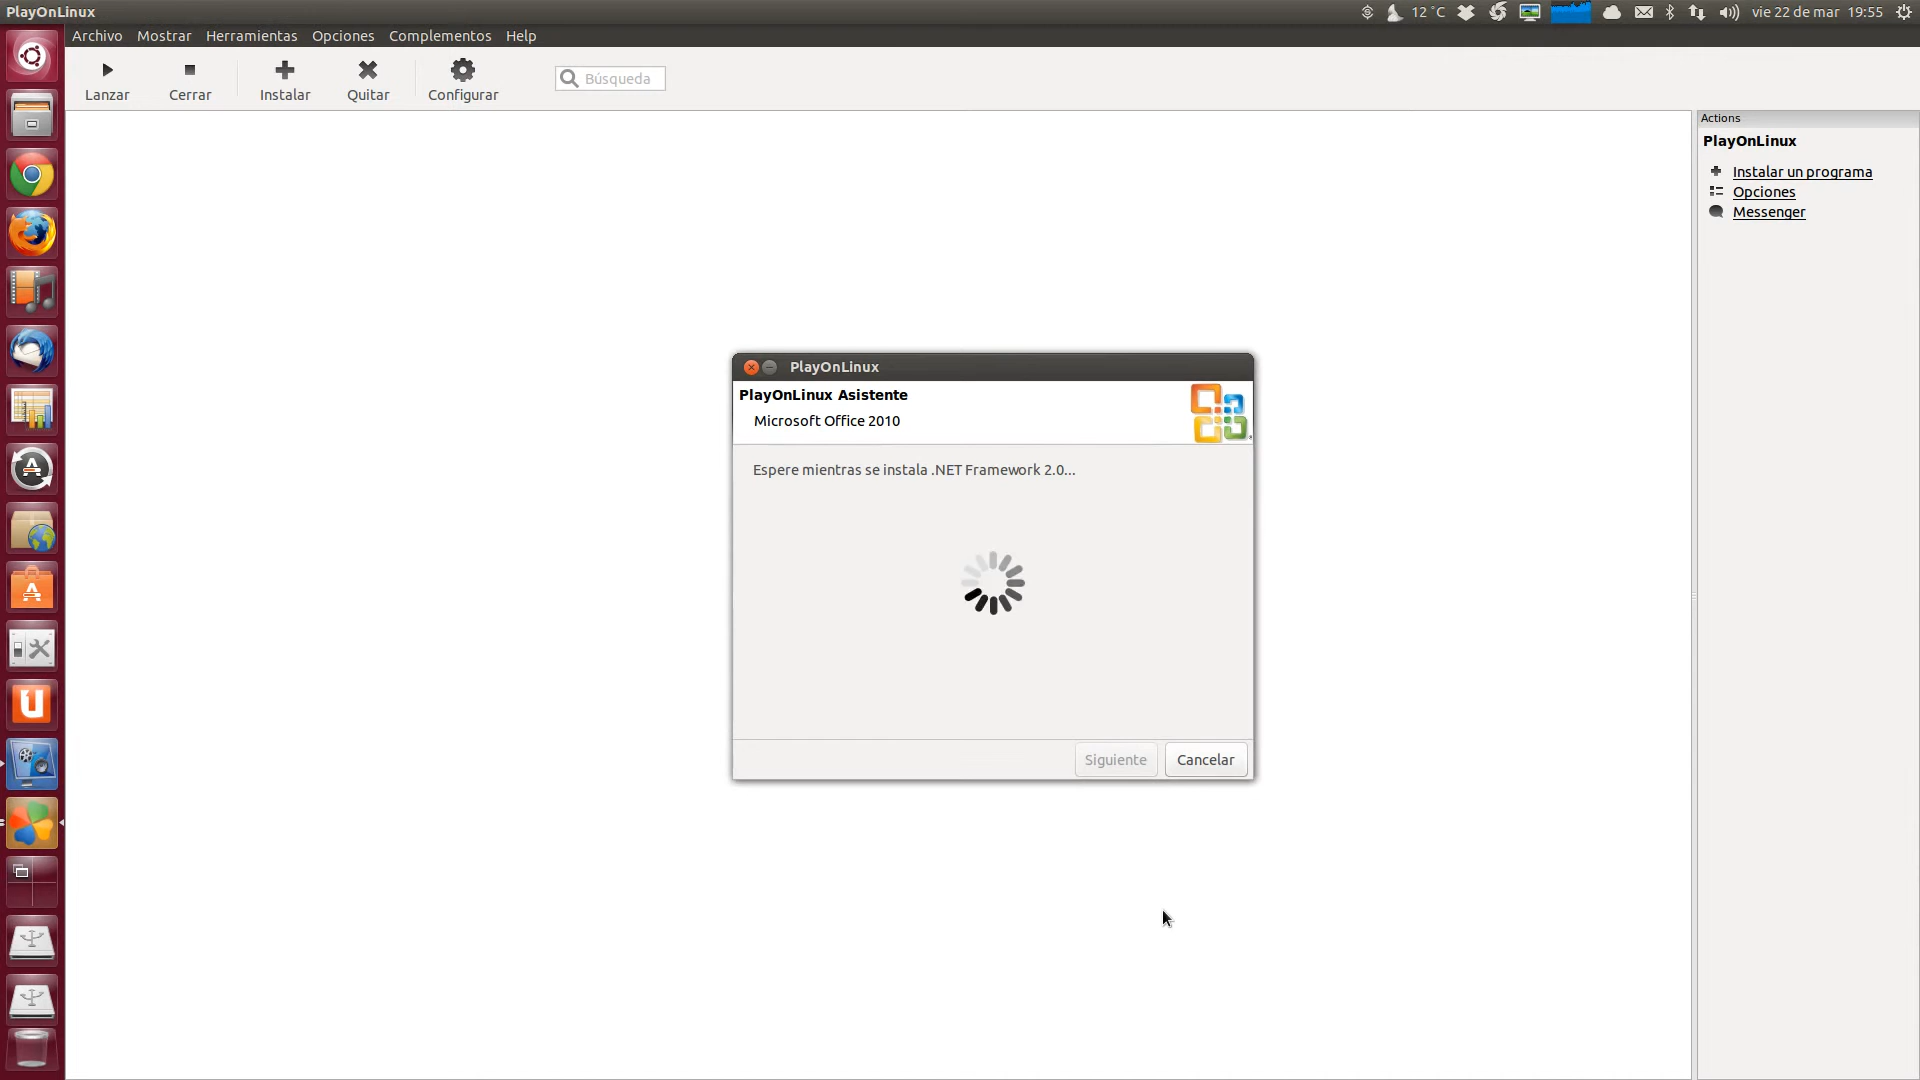 PlayOnLinux
12 °C
vie 22 de mar 19:55
Archivo Mostrar Herramientas Opciones Complementos Help
Lanzar Cerrar Instalar Quitar Configurar
Búsqueda
Actions
PlayOnLinux
Instalar un programa
Opciones
Messenger
PlayOnLinux
PlayOnLinux Asistente
Microsoft Office 2010
Espere mientras se instala .NET Framework 2.0...
Siguiente Cancelar